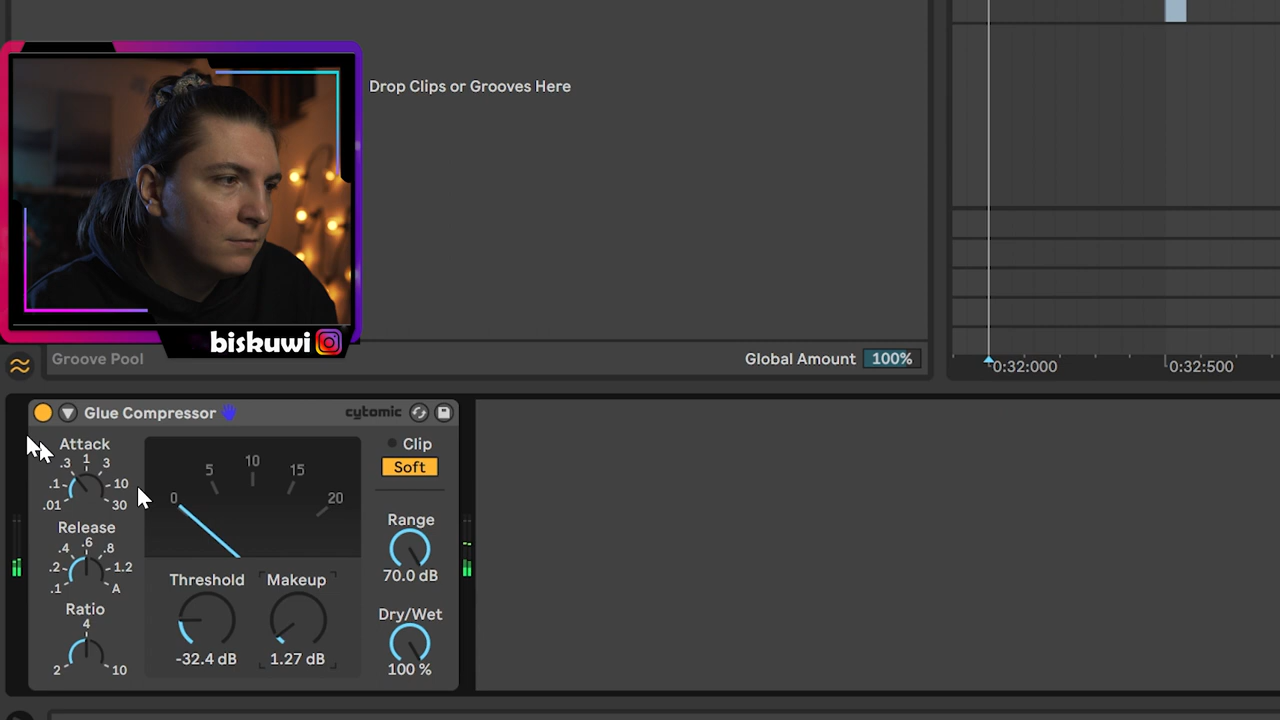 Drop Clips or Grooves Here
biskuwi
Groove Pool
Global Amount 100%
0:32:000 0:32:500
Glue Compressor cytomic
Attack
.01 .1 .3 1 3 10 30
Release
.1 .2 .4 .6 .8 1.2 A
Ratio
2 4 10
0 5 10 15 20
Threshold
-32.4 dB
Makeup
1.27 dB
Clip
Soft
Range
70.0 dB
Dry/Wet
100 %